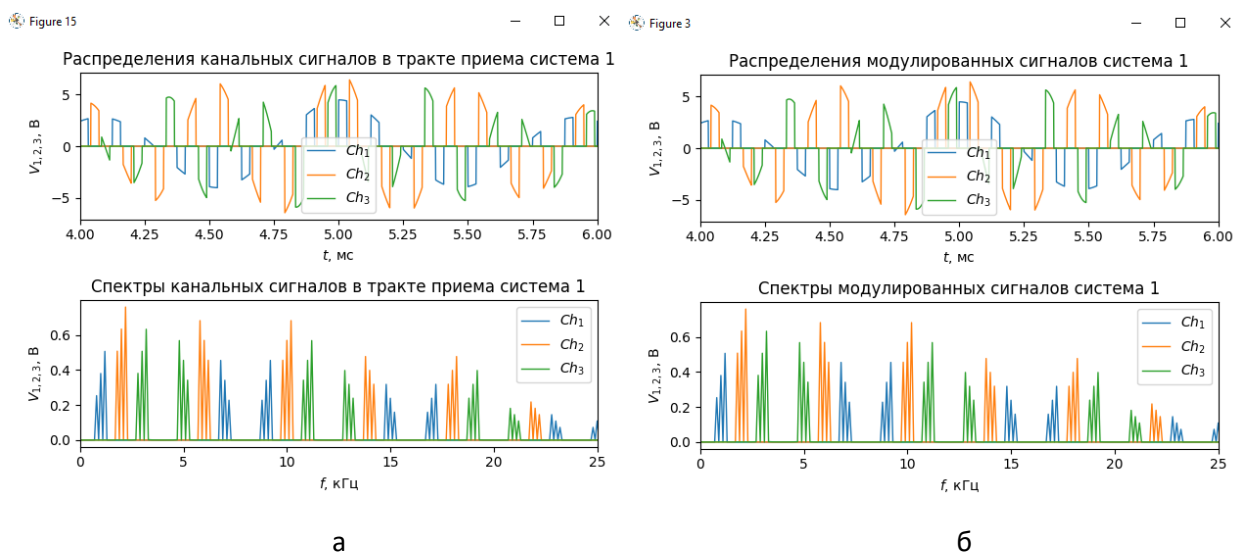 Figure 15
Распределения канальных сигналов в тракте приема система 1
V1,2,3, В
5
0
−5
Ch1
Ch2
Ch3
4.00 4.25 4.50 4.75 5.00 5.25 5.50 5.75 6.00
t, мс
Спектры канальных сигналов в тракте приема система 1
V1,2,3, В
0.6
0.4
0.2
0.0
Ch1
Ch2
Ch3
0 5 10 15 20 25
f, кГц
а
Figure 3
Распределения модулированных сигналов система 1
V1,2,3, В
5
0
−5
Ch1
Ch2
Ch3
4.00 4.25 4.50 4.75 5.00 5.25 5.50 5.75 6.00
t, мс
Спектры модулированных сигналов система 1
V1,2,3, В
0.6
0.4
0.2
0.0
Ch1
Ch2
Ch3
0 5 10 15 20 25
f, кГц
б